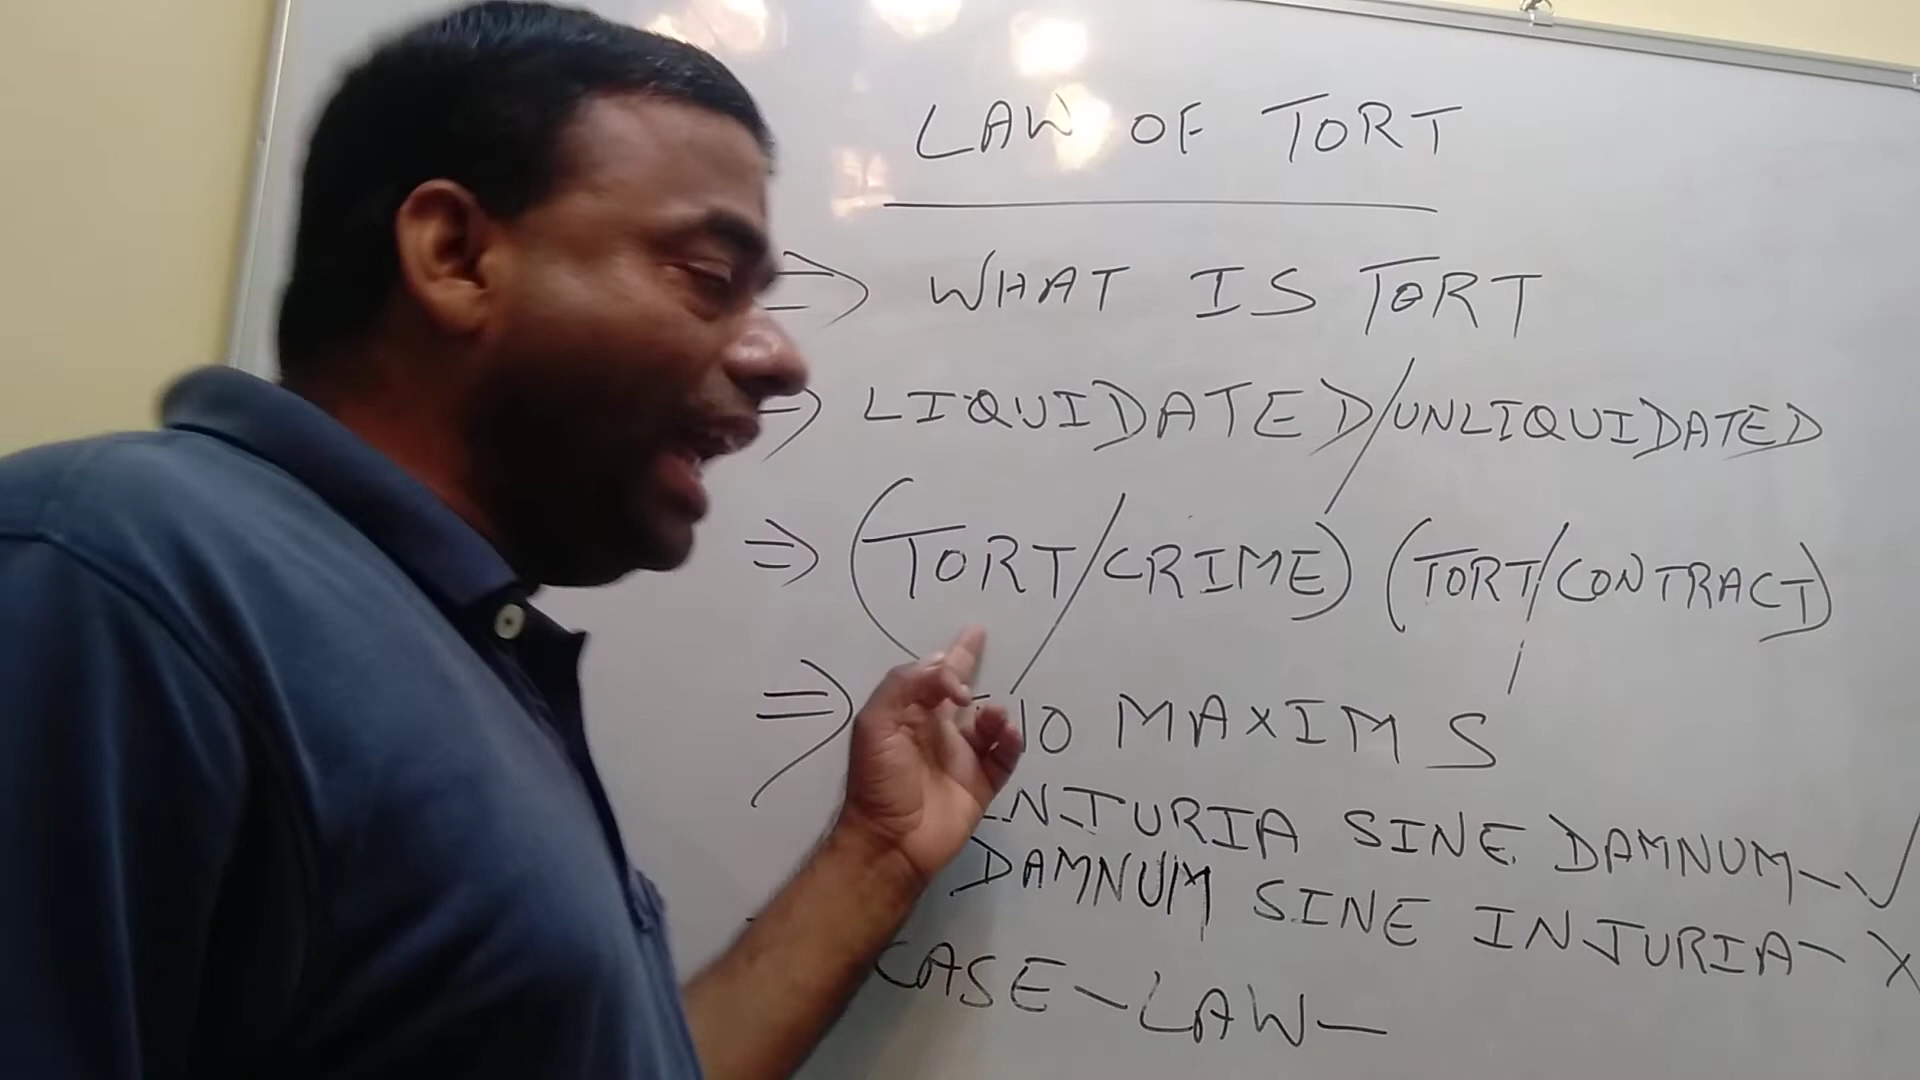 LAW OF TORT
⇒ WHAT IS TORT
⇒ LIQUIDATED/UNLIQUIDATED
⇒ (TORT/CRIME) (TORT/CONTRACT)
⇒ MAXIMS
INJURIA SINE DAMNUM-√
DAMNUM SINE INJURIA- X
CASE-LAW-